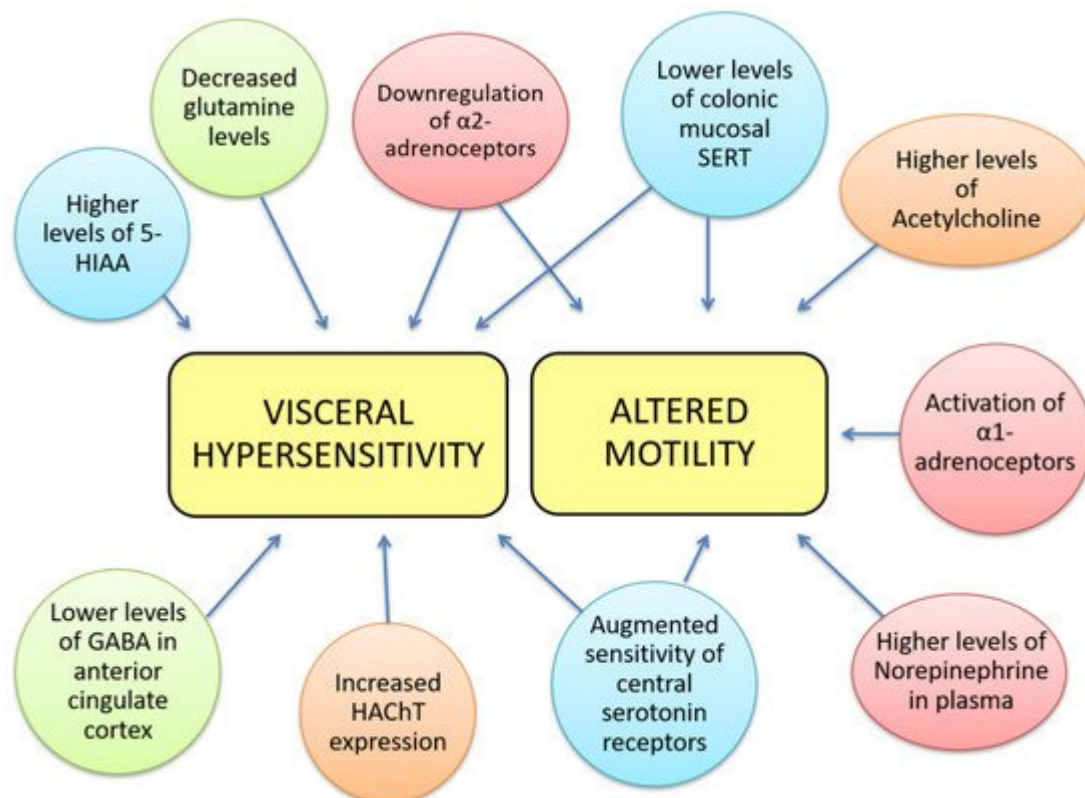 Decreased
glutamine
levels
Downregulation
of α2-
adrenoceptors
Lower levels
of colonic
mucosal
SERT
Higher levels
of
Acetylcholine
Higher
levels of 5-
HIAA
VISCERAL
HYPERSENSITIVITY
ALTERED
MOTILITY
Activation of
α1-
adrenoceptors
Lower levels
of GABA in
anterior
cingulate
cortex
Increased
HAChT
expression
Augmented
sensitivity of
central
serotonin
receptors
Higher levels of
Norepinephrine
in plasma